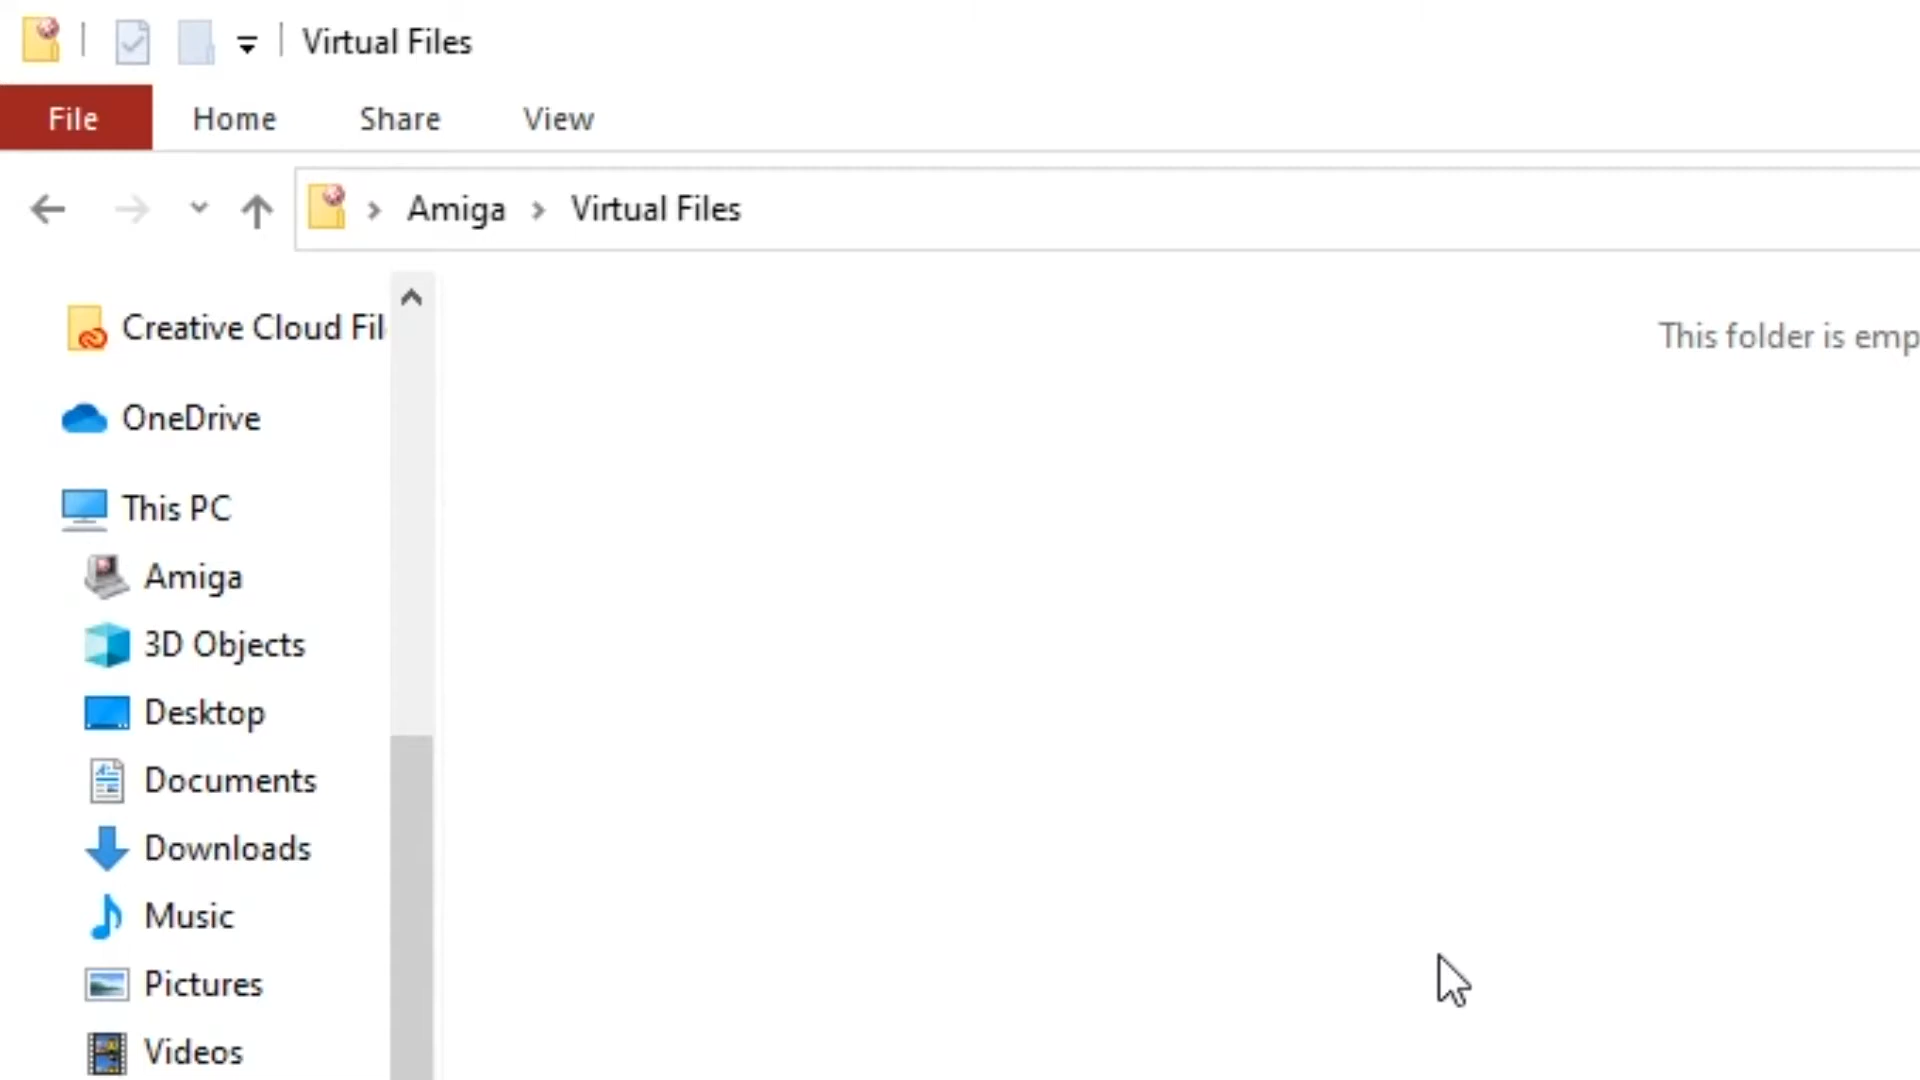 Virtual Files
File Home Share View
Amiga Virtual Files
Creative Cloud Fil
This folder is emp
OneDrive
This PC
Amiga
3D Objects
Desktop
Documents
Downloads
Music
Pictures
Videos